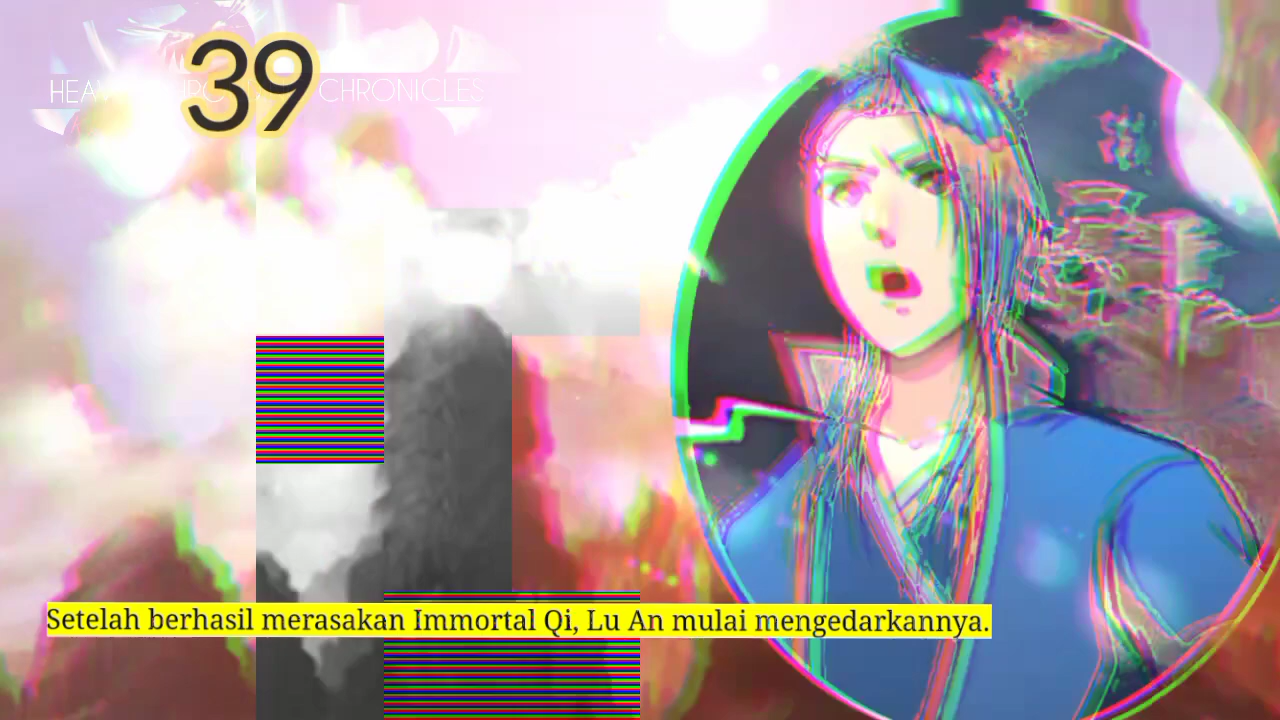 39
CHRONICLES
Setelah berhasil merasakan Immortal Qi, Lu An mulai mengedarkannya.